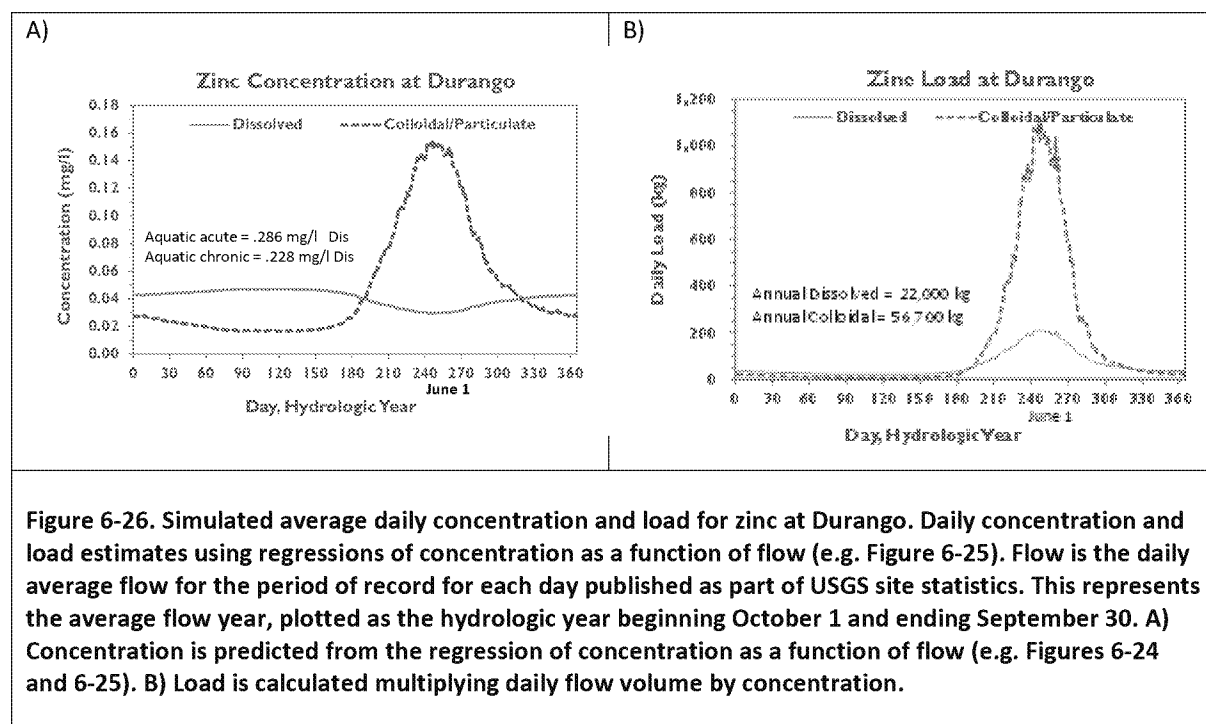 A)
Zinc Concentration at Durango
0.18
0.16
0.14
0.12
0.10
0.08
0.06
0.04
0.02
0.00
Concentration (mg/l)
Dissolved
Colloidal/Particulate
Aquatic acute = .286 mg/l Dis
Aquatic chronic = .228 mg/l Dis
0 30 60 90 120 150 180 210 240 270 300 330 360
June 1
Day, Hydrologic Year
B)
Zinc Load at Durango
1,200
1,000
800
600
400
200
0
Daily Load (kg)
Dissolved
Colloidal/Particulate
Annual Dissolved = 22,000 kg
Annual Colloidal = 56,700 kg
0 30 60 90 120 150 180 210 240 270 300 330 360
June 1
Day, Hydrologic Year
Figure 6-26. Simulated average daily concentration and load for zinc at Durango. Daily concentration and
load estimates using regressions of concentration as a function of flow (e.g. Figure 6-25). Flow is the daily
average flow for the period of record for each day published as part of USGS site statistics. This represents
the average flow year, plotted as the hydrologic year beginning October 1 and ending September 30. A)
Concentration is predicted from the regression of concentration as a function of flow (e.g. Figures 6-24
and 6-25). B) Load is calculated multiplying daily flow volume by concentration.